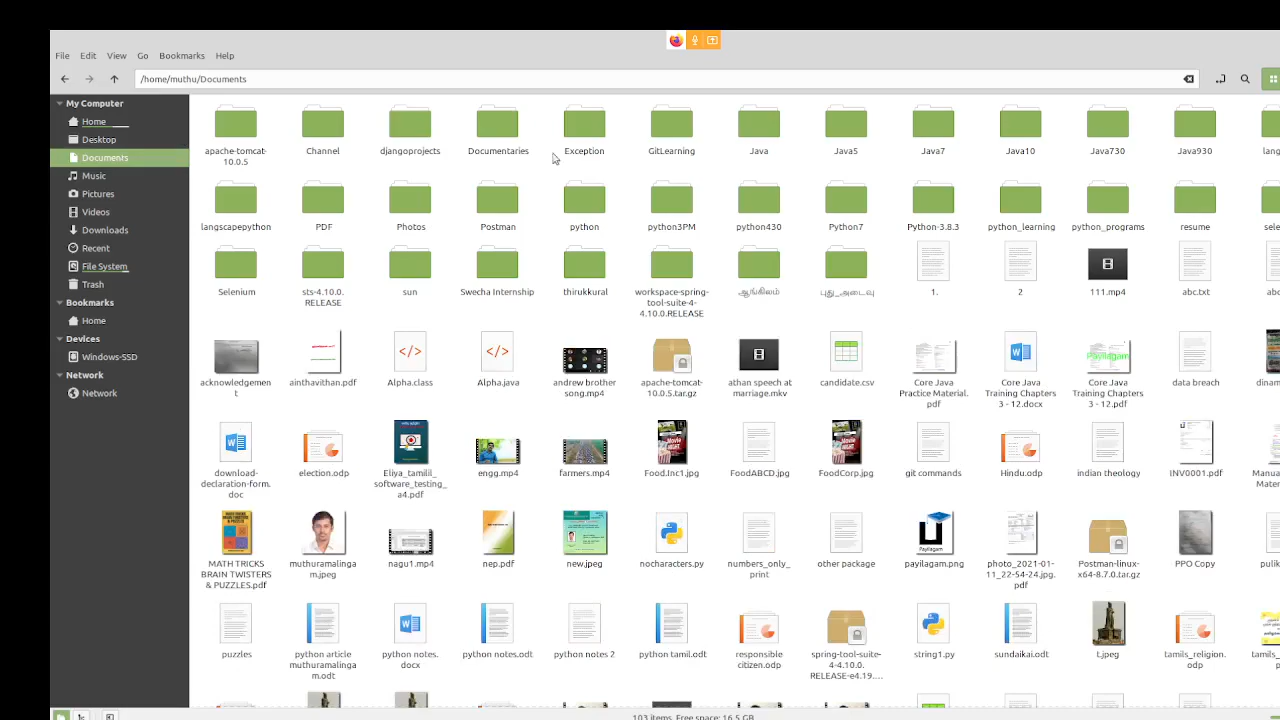 File Edit View Go Bookmarks Help
/home/muthu/Documents
My Computer
Home
Desktop
Documents
Music
Pictures
Videos
Downloads
Recent
File System
Trash
Bookmarks
Home
Devices
Windows-SSD
Network
Network
apache-tomcat-
10.0.5
Channel
djangoprojects
Documentaries
Exception
GitLearning
Java
Java5
Java7
Java10
Java730
Java930
lang
langscapepython
PDF
Photos
Postman
python
python3PM
python430
Python7
Python-3.8.3
python_learning
python_programs
resume
sele
Selenium
sts-4.10.0.
RELEASE
sun
Swecha Internship
thirukkural
workspace-spring-
tool-suite-4-
4.10.0.RELEASE
ஆங்கிலம்
புது_அடைவு
1.
2
111.mp4
abc.txt
abc
acknowledgemen
t
ainthavithan.pdf
Alpha.class
Alpha.java
andrew brother
song.mp4
apache-tomcat-
10.0.5.tar.gz
athan speech at
marriage.mkv
candidate.csv
Core Java
Practice Material.
pdf
Core Java
Training Chapters
3 - 12.docx
Core Java
Training Chapters
3 - 12.pdf
data breach
dinam
download-
declaration-form.
doc
election.odp
Eliya_tamilil_
software_testing_
a4.pdf
engg.mp4
farmers.mp4
Food.Inc1.jpg
FoodABCD.jpg
FoodCorp.jpg
git commands
Hindu.odp
indian theology
INV0001.pdf
Manua
Mater
MATH TRICKS
BRAIN TWISTERS
& PUZZLES.pdf
muthuramalinga
m.jpeg
nagu1.mp4
nep.pdf
new.jpeg
nocharacters.py
numbers_only_
print
other package
Payilagam
payilagam.png
photo_2021-01-
11_22-54-24.jpg.
pdf
Postman-linux-
x64-8.7.0.tar.gz
PPO Copy
pulik
puzzles
python article
muthuramalinga
m.odt
python notes.
docx
python notes.odt
python notes 2
python tamil.odt
responsible
citizen.odp
spring-tool-suite-
4-4.10.0.
RELEASE-e4.19....
string1.py
sundaikai.odt
t.jpeg
tamils_religion.
odp
tamils_
p
103 items, Free space: 16.5 GB